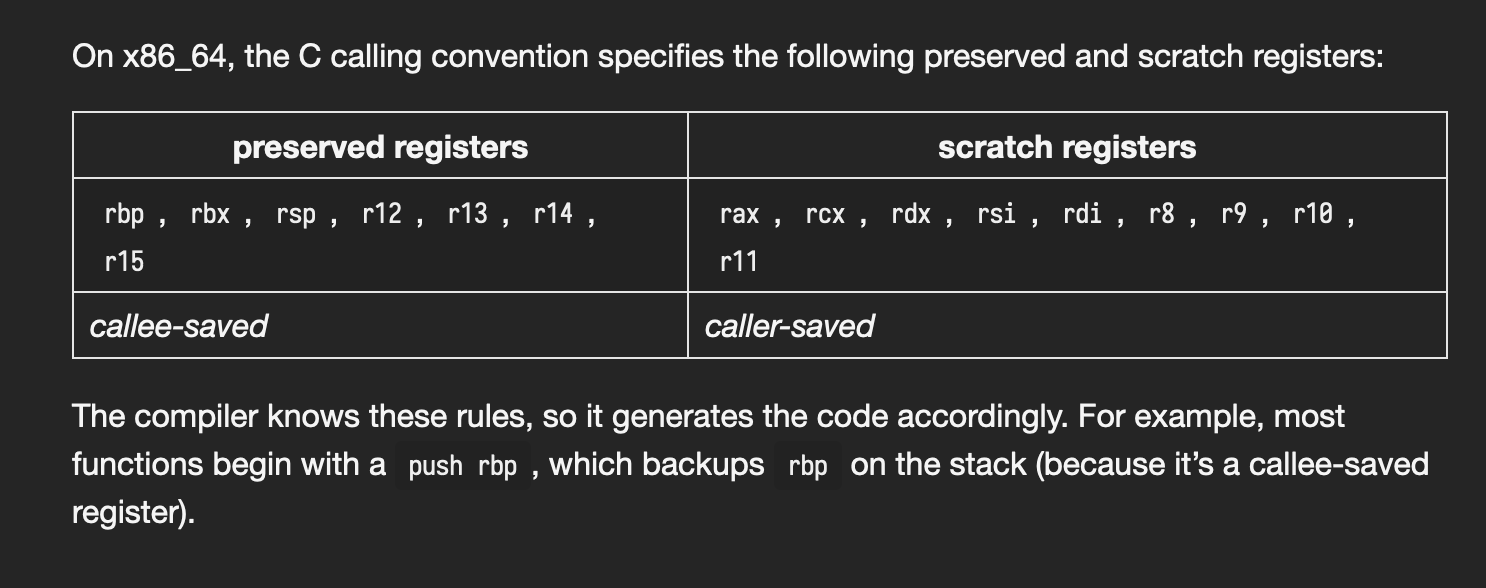 On x86_64, the C calling convention specifies the following preserved and scratch registers:
preserved registers
scratch registers
rbp , rbx , rsp , r12 , r13 , r14 ,
r15
rax , rcx , rdx , rsi , rdi , r8 , r9 , r10 ,
r11
callee-saved
caller-saved
The compiler knows these rules, so it generates the code accordingly. For example, most
functions begin with a push rbp , which backups rbp on the stack (because it’s a callee-saved
register).